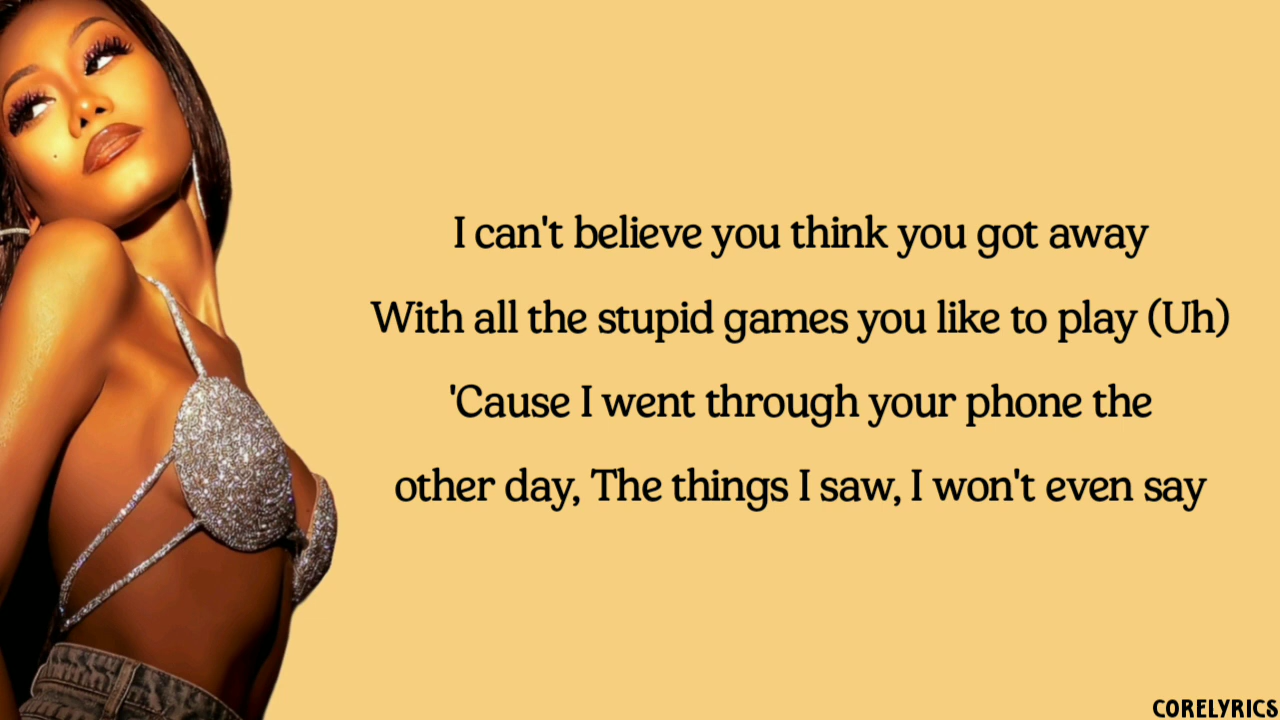 I can't believe you think you got away
With all the stupid games you like to play (Uh)
'Cause I went through your phone the
other day, The things I saw, I won't even say
CORELYRICS